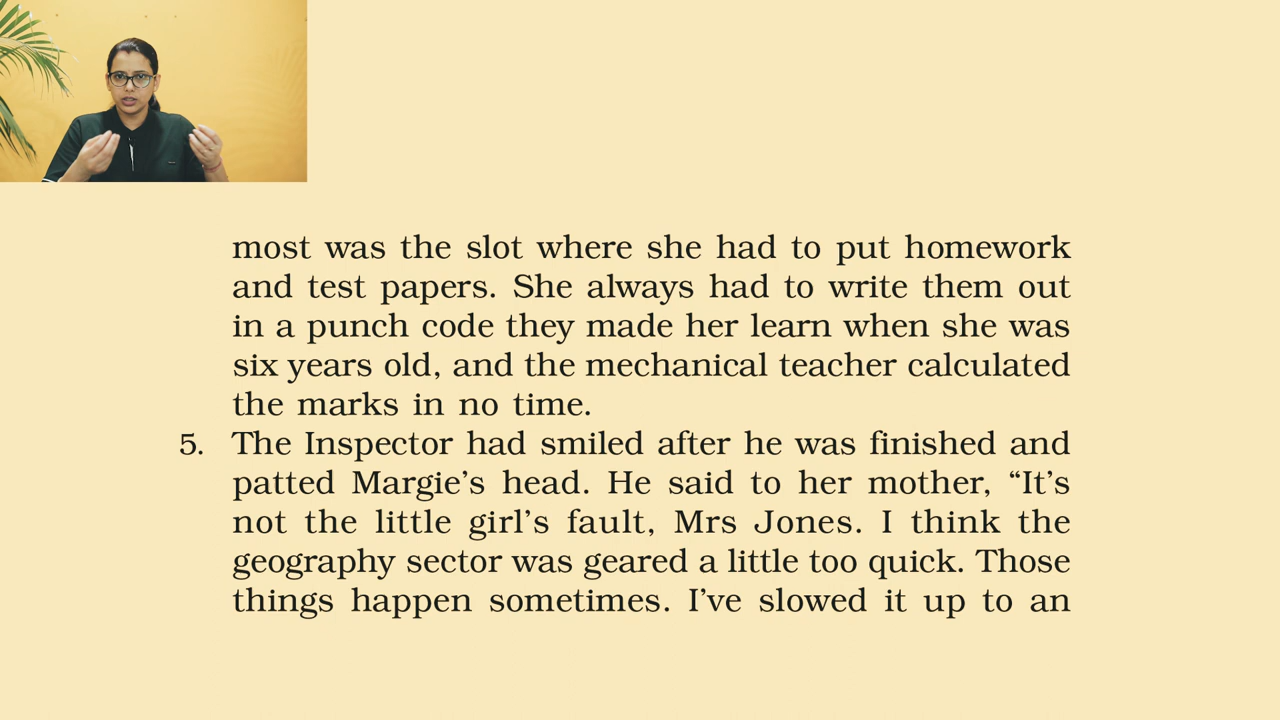 most was the slot where she had to put homework
and test papers. She always had to write them out
in a punch code they made her learn when she was
six years old, and the mechanical teacher calculated
the marks in no time.
5. The Inspector had smiled after he was finished and
patted Margie’s head. He said to her mother, “It’s
not the little girl’s fault, Mrs Jones. I think the
geography sector was geared a little too quick. Those
things happen sometimes. I’ve slowed it up to an